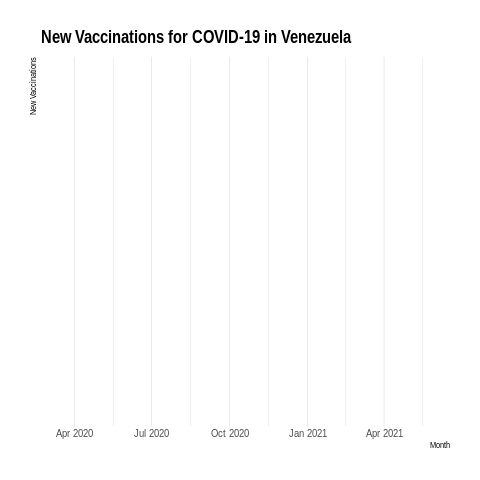 New Vaccinations for COVID-19 in Venezuela
New Vaccinations
Apr 2020 Jul 2020 Oct 2020 Jan 2021 Apr 2021
Month